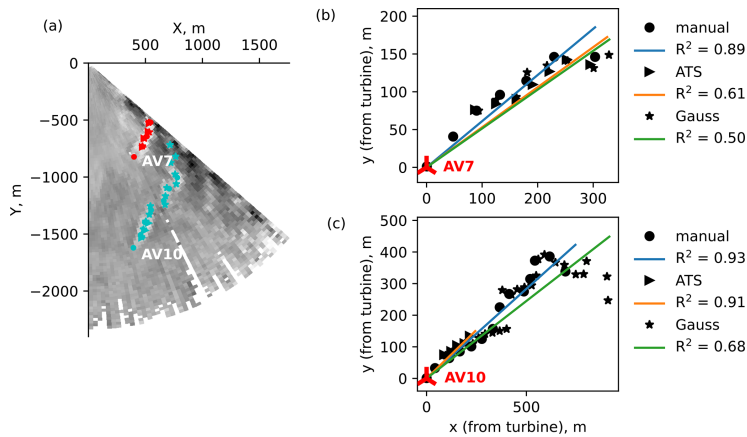 (a)
X, m
500 1000 1500
0
−500
−1000
−1500
−2000
Y, m
AV7
AV10
(b)
200
150
100
50
0
y (from turbine), m
AV7
0 100 200 300
manual
R² = 0.89
ATS
R² = 0.61
Gauss
R² = 0.50
(c)
500
400
300
200
100
0
y (from turbine), m
AV10
0 500
x (from turbine), m
manual
R² = 0.93
ATS
R² = 0.91
Gauss
R² = 0.68